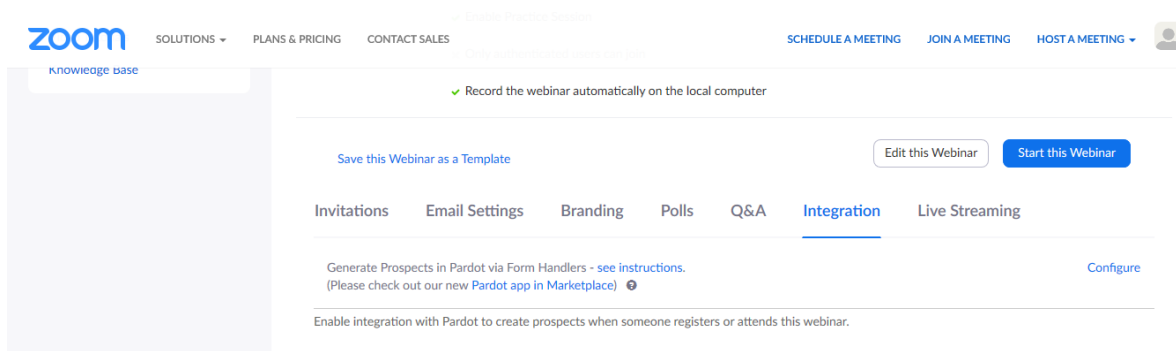 Enable Practice Session
zoom SOLUTIONS PLANS & PRICING CONTACT SALES SCHEDULE A MEETING JOIN A MEETING HOST A MEETING
Knowledge Base
Record the webinar automatically on the local computer
Save this Webinar as a Template Edit this Webinar Start this Webinar
Invitations Email Settings Branding Polls Q&A Integration Live Streaming
Generate Prospects in Pardot via Form Handlers - see instructions. Configure
(Please check out our new Pardot app in Marketplace)
Enable integration with Pardot to create prospects when someone registers or attends this webinar.